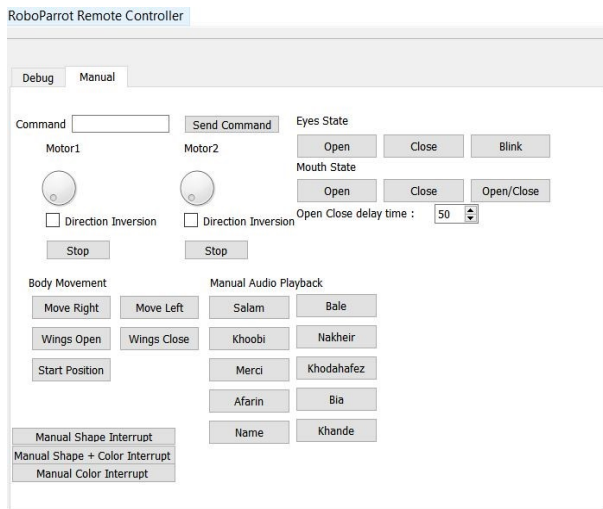 RoboParrot Remote Controller
Debug Manual
Command Send Command
Motor1 Motor2
Direction Inversion Direction Inversion
Stop Stop
Eyes State
Open Close Blink
Mouth State
Open Close Open/Close
Open Close delay time : 50
Body Movement
Move Right Move Left
Wings Open Wings Close
Start Position
Manual Audio Playback
Salam Bale
Khoobi Nakheir
Merci Khodahafez
Afarin Bia
Name Khande
Manual Shape Interrupt
Manual Shape + Color Interrupt
Manual Color Interrupt